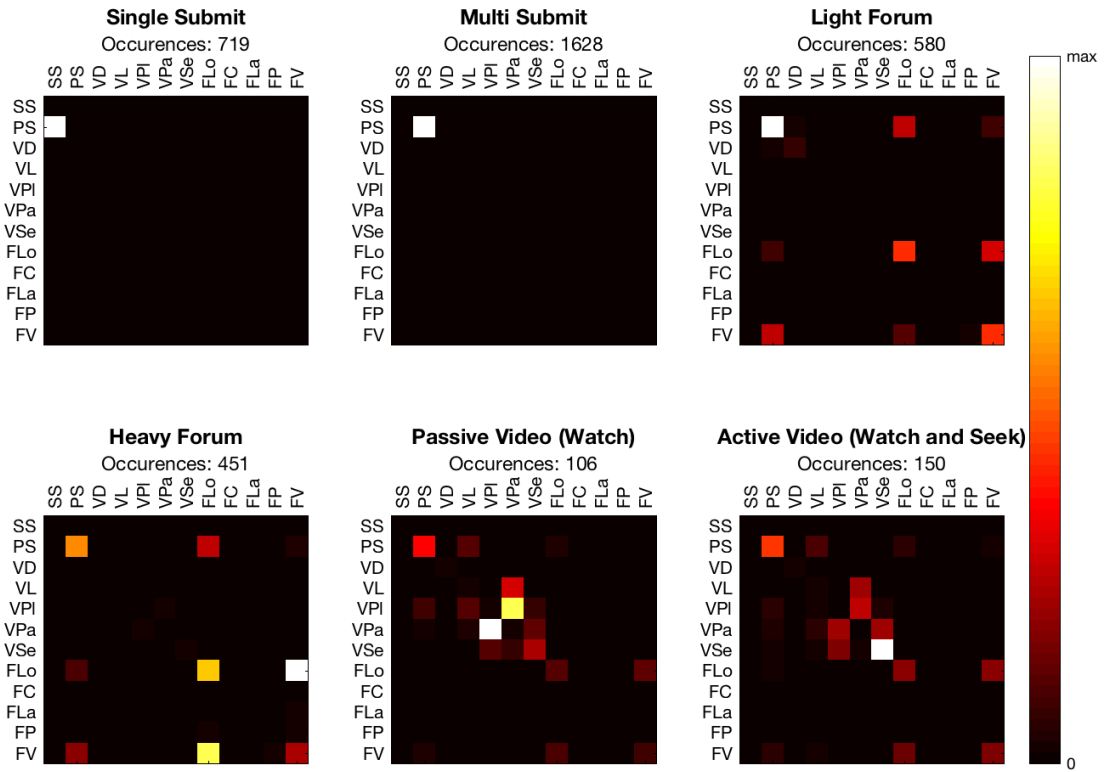 Single Submit
Occurences: 719
SS PS VD VL VPl VPa VSe FLo FC FLa FP FV
SS
PS
VD
VL
VPl
VPa
VSe
FLo
FC
FLa
FP
FV
Multi Submit
Occurences: 1628
SS PS VD VL VPl VPa VSe FLo FC FLa FP FV
SS
PS
VD
VL
VPl
VPa
VSe
FLo
FC
FLa
FP
FV
Light Forum
Occurences: 580
SS PS VD VL VPl VPa VSe FLo FC FLa FP FV
SS
PS
VD
VL
VPl
VPa
VSe
FLo
FC
FLa
FP
FV
max
Heavy Forum
Occurences: 451
SS PS VD VL VPl VPa VSe FLo FC FLa FP FV
SS
PS
VD
VL
VPl
VPa
VSe
FLo
FC
FLa
FP
FV
Passive Video (Watch)
Occurences: 106
SS PS VD VL VPl VPa VSe FLo FC FLa FP FV
SS
PS
VD
VL
VPl
VPa
VSe
FLo
FC
FLa
FP
FV
Active Video (Watch and Seek)
Occurences: 150
SS PS VD VL VPl VPa VSe FLo FC FLa FP FV
SS
PS
VD
VL
VPl
VPa
VSe
FLo
FC
FLa
FP
FV
0